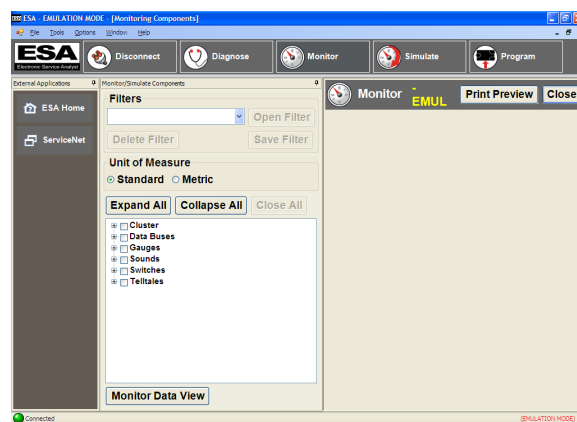 ESA - EMULATION MODE - [Monitoring Components]
File Tools Options Window Help
ESA
Electronic Service Analyst
Disconnect
Diagnose
Monitor
Simulate
Program
External Applications
Monitor/Simulate Components
ESA Home
ServiceNet
Filters
Open Filter
Delete Filter
Save Filter
Unit of Measure
Standard
Metric
Expand All
Collapse All
Close All
Cluster
Data Buses
Gauges
Sounds
Switches
Telltales
Monitor Data View
Monitor
- EMUL
Print Preview
Close
Connected
(EMULATION MODE)